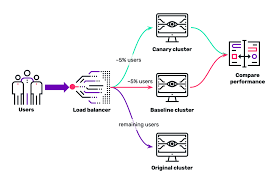 Canary cluster
~5% users
Compare
performance
~5% users
Users
Load balancer
Baseline cluster
remaining users
Original cluster